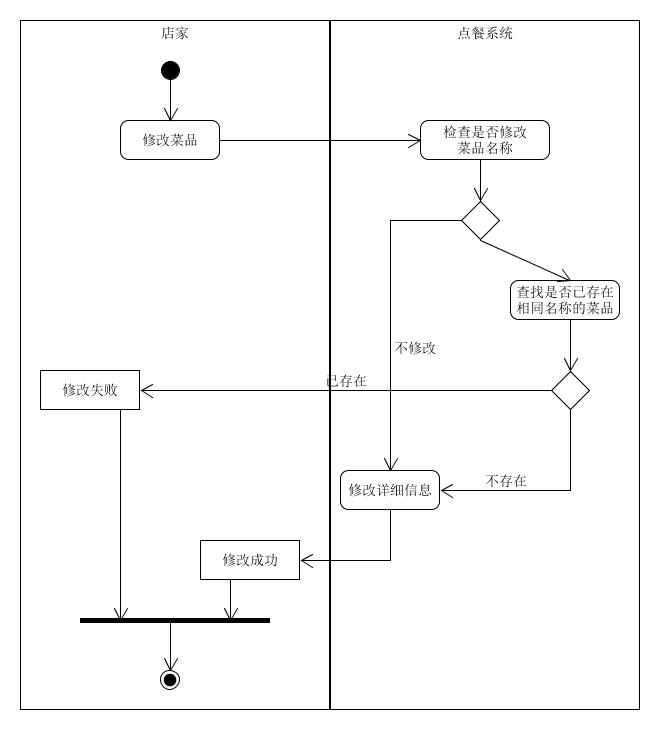 店家
点餐系统
修改菜品
检查是否修改
菜品名称
查找是否已存在
相同名称的菜品
不修改
已存在
修改失败
不存在
修改详细信息
修改成功